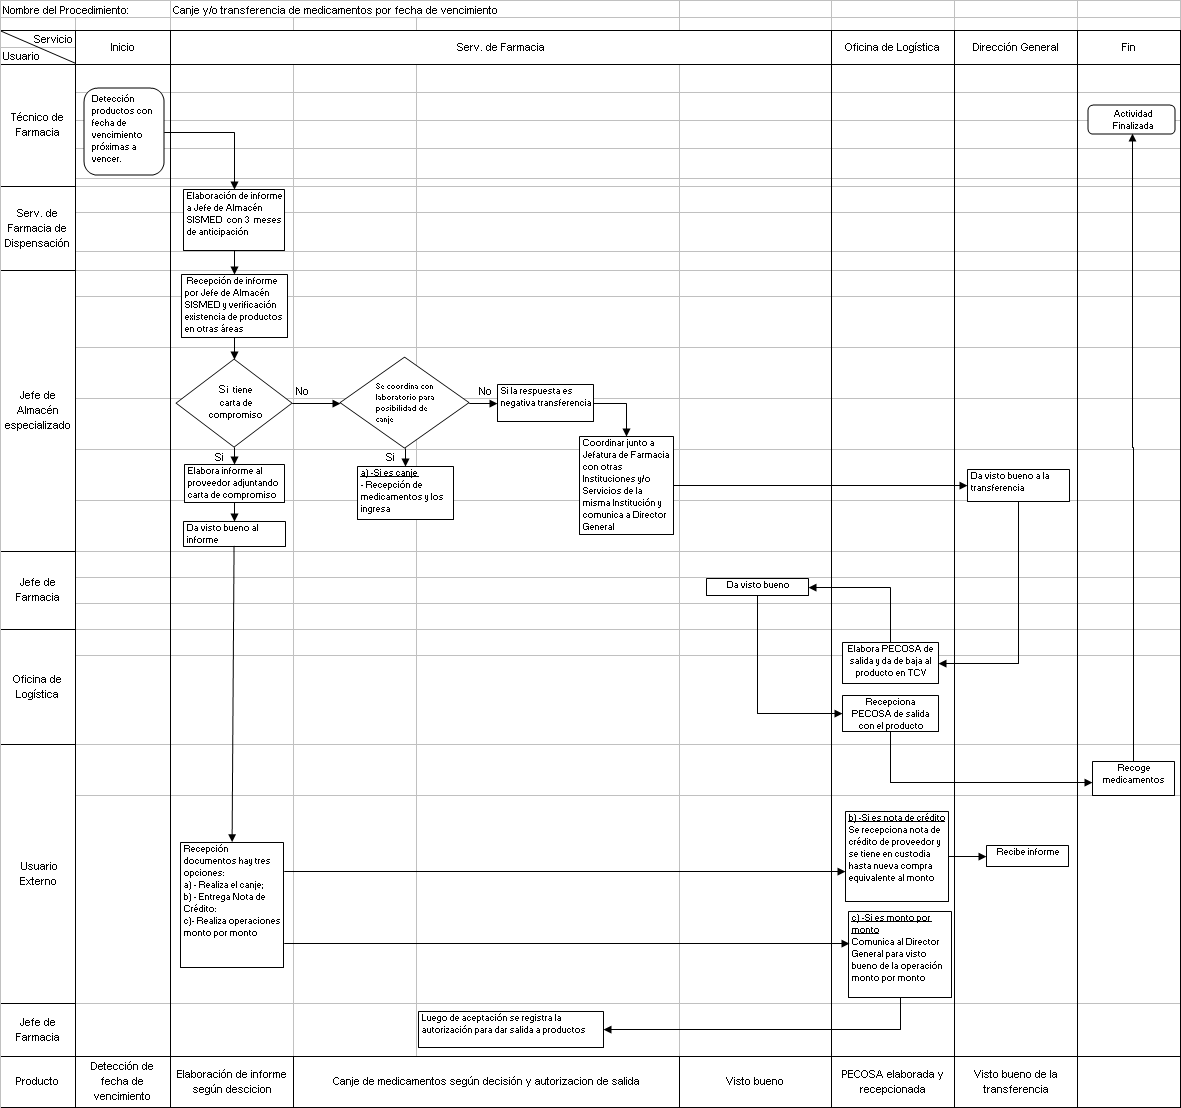 Nombre del Procedimiento:
Canje y/o transferencia de medicamentos por fecha de vencimiento
Servicio
Usuario
Inicio
Serv. de Farmacia
Oficina de Logística
Dirección General
Fin
Técnico de
Farmacia
Detección
productos con
fecha de
vencimiento
próximas a
vencer.
Actividad
Finalizada
Serv. de
Farmacia de
Dispensación
Elaboración de informe
a Jefe de Almacén
SISMED con 3 meses
de anticipación
Jefe de
Almacén
especializado
Recepción de informe
por Jefe de Almacén
SISMED y verificación
existencia de productos
en otras áreas
Si tiene
carta de
compromiso
No
Se coordina con
laboratorio para
posibilidad de
canje
No
Si la respuesta es
negativa transferencia
Si
Elabora informe al
proveedor adjuntando
carta de compromiso
Si
a) -Si es canje
- Recepción de
medicamentos y los
ingresa
Coordinar junto a
Jefatura de Farmacia
con otras
Instituciones y/o
Servicios de la
misma Institución y
comunica a Director
General
Da visto bueno a la
transferencia
Da visto bueno al
informe
Jefe de
Farmacia
Da visto bueno
Oficina de
Logística
Elabora PECOSA de
salida y da de baja al
producto en TCV
Recepciona
PECOSA de salida
con el producto
Usuario
Externo
Recoge
medicamentos
Recepción
documentos hay tres
opciones:
a) - Realiza el canje;
b) - Entrega Nota de
Crédito:
c)- Realiza operaciones
monto por monto
b) -Si es nota de crédito
Se recepciona nota de
crédito de proveedor y
se tiene en custodia
hasta nueva compra
equivalente al monto
Recibe informe
c) -Si es monto por
monto
Comunica al Director
General para visto
bueno de la operación
monto por monto
Jefe de
Farmacia
Luego de aceptación se registra la
autorización para dar salida a productos
Producto
Detección de
fecha de
vencimiento
Elaboración de informe
según descicion
Canje de medicamentos según decisión y autorizacion de salida
Visto bueno
PECOSA elaborada y
recepcionada
Visto bueno de la
transferencia